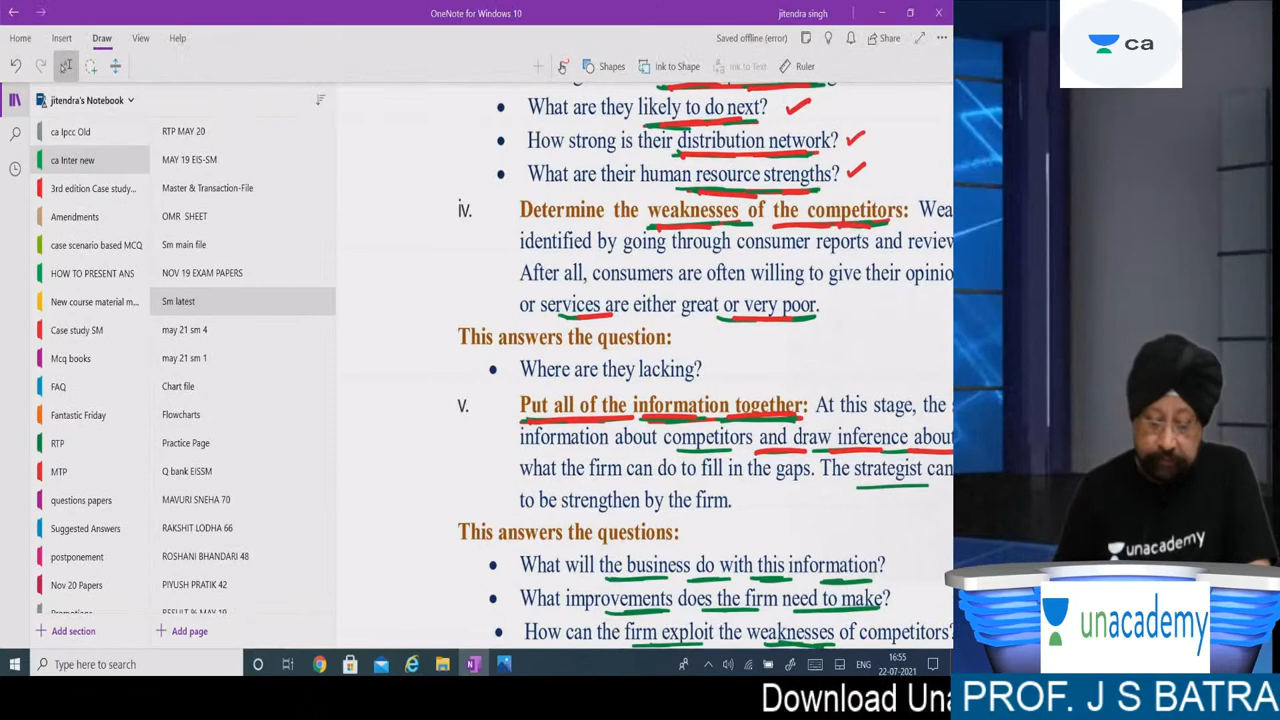 OneNote for Windows 10
jitendra singh
Home Insert Draw View Help
Saved offline (error)
Share
Shapes
Ink to Shape
Ink to Text
Ruler
jitendra's Notebook
ca Ipcc Old
ca Inter new
3rd edition Case study...
Amendments
case scenario based MCQ
HOW TO PRESENT ANS
New course material m...
Case study SM
Mcq books
FAQ
Fantastic Friday
RTP
MTP
questions papers
Suggested Answers
postponement
Nov 20 Papers
Promotions
Add section
RTP MAY 20
MAY 19 EIS-SM
Master & Transaction-File
OMR SHEET
Sm main file
NOV 19 EXAM PAPERS
Sm latest
may 21 sm 4
may 21 sm 1
Chart file
Flowcharts
Practice Page
Q bank EISSM
MAVURI SNEHA 70
RAKSHIT LODHA 66
ROSHANI BHANDARI 48
PIYUSH PRATIK 42
RESULT % MAY 19
Add page
• What are they likely to do next?
• How strong is their distribution network?
• What are their human resource strengths?
iv. Determine the weaknesses of the competitors: Wea
identified by going through consumer reports and review
After all, consumers are often willing to give their opinio
or services are either great or very poor.
This answers the question:
• Where are they lacking?
v. Put all of the information together: At this stage, the
information about competitors and draw inference about
what the firm can do to fill in the gaps. The strategist can
to be strengthen by the firm.
This answers the questions:
• What will the business do with this information?
• What improvements does the firm need to make?
• How can the firm exploit the weaknesses of competitors?
Type here to search
ENG
16:55
22-07-2021
ca
unacademy
unacademy
Download Una
PROF. J S BATRA